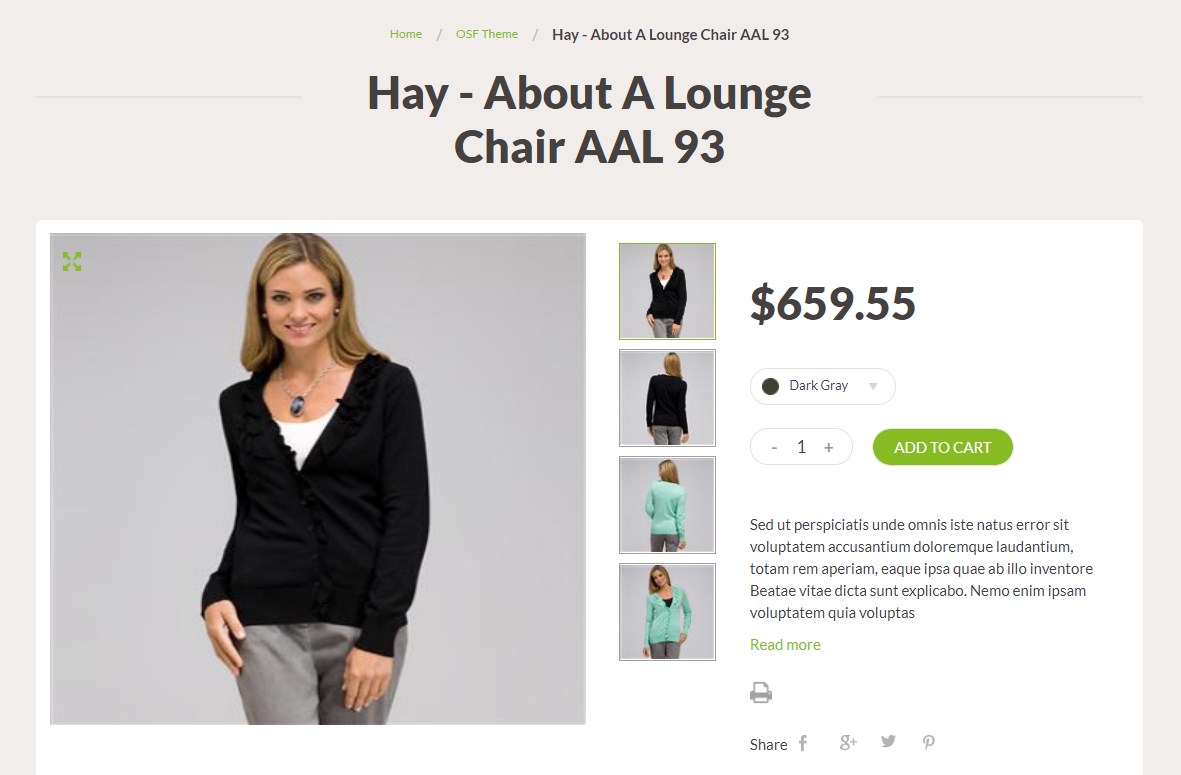 Home / OSF Theme / Hay - About A Lounge Chair AAL 93
Hay - About A Lounge
Chair AAL 93
$659.55
Dark Gray
- 1 +
ADD TO CART
Sed ut perspiciatis unde omnis iste natus error sit
voluptatem accusantium doloremque laudantium,
totam rem aperiam, eaque ipsa quae ab illo inventore
Beatae vitae dicta sunt explicabo. Nemo enim ipsam
voluptatem quia voluptas
Read more
Share